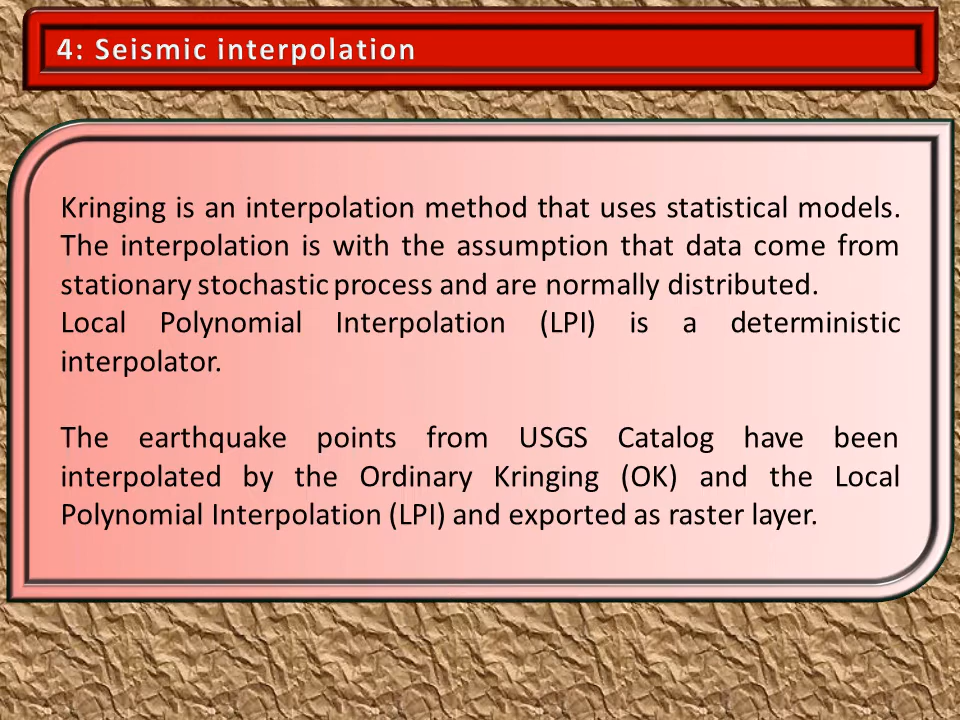 4: Seismic interpolation
Kringing is an interpolation method that uses statistical models.
The interpolation is with the assumption that data come from
stationary stochastic process and are normally distributed.
Local Polynomial Interpolation (LPI) is a deterministic
interpolator.
The earthquake points from USGS Catalog have been
interpolated by the Ordinary Kringing (OK) and the Local
Polynomial Interpolation (LPI) and exported as raster layer.